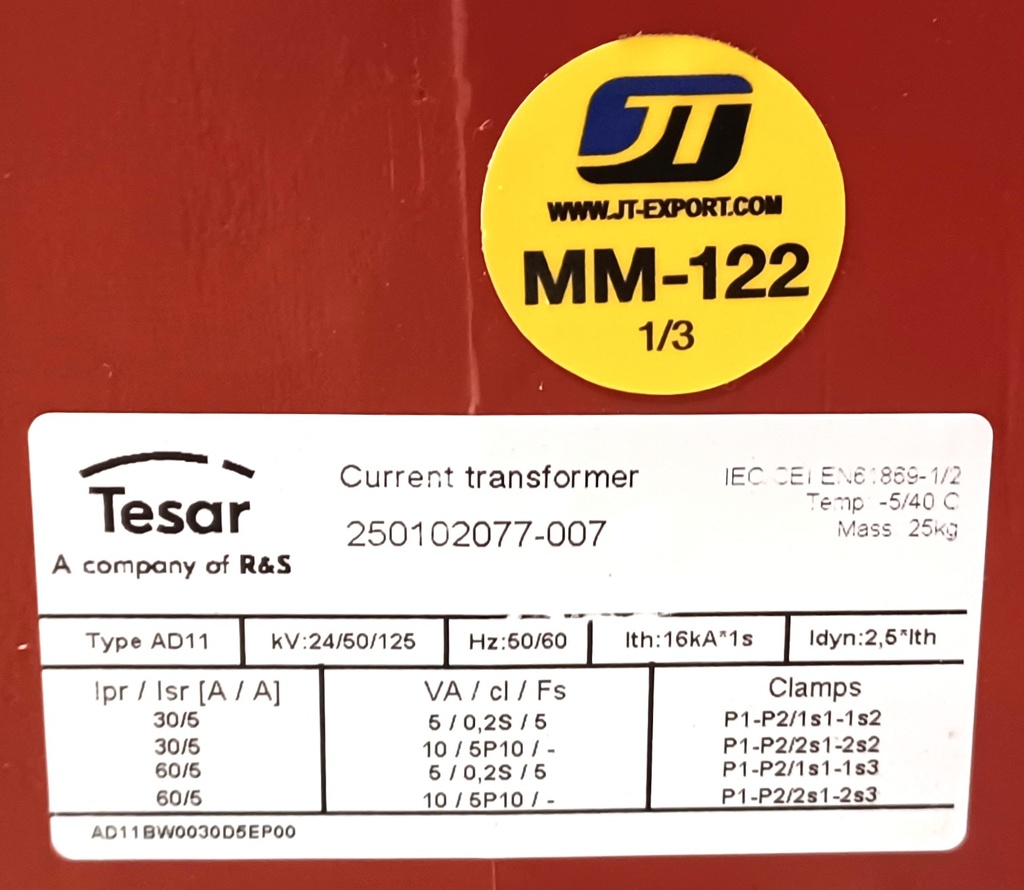 JT
WWW.JT-EXPORT.COM
MM-122
1/3
Tesar
A company of R&S
Current transformer
250102077-007
IEC CEI EN61869-1/2
Temp -5/40 C
Mass 25kg
Type AD11 kV:24/50/125 Hz:50/60 Ith:16kA*1s Idyn:2,5*Ith
Ipr / Isr [A / A] VA / cl / Fs Clamps
30/5 5 / 0,2S / 5 P1-P2/1s1-1s2
30/5 10 / 5P10 / - P1-P2/2s1-2s2
60/5 5 / 0,2S / 5 P1-P2/1s1-1s3
60/5 10 / 5P10 / - P1-P2/2s1-2s3
AD11BW0030D5EP00